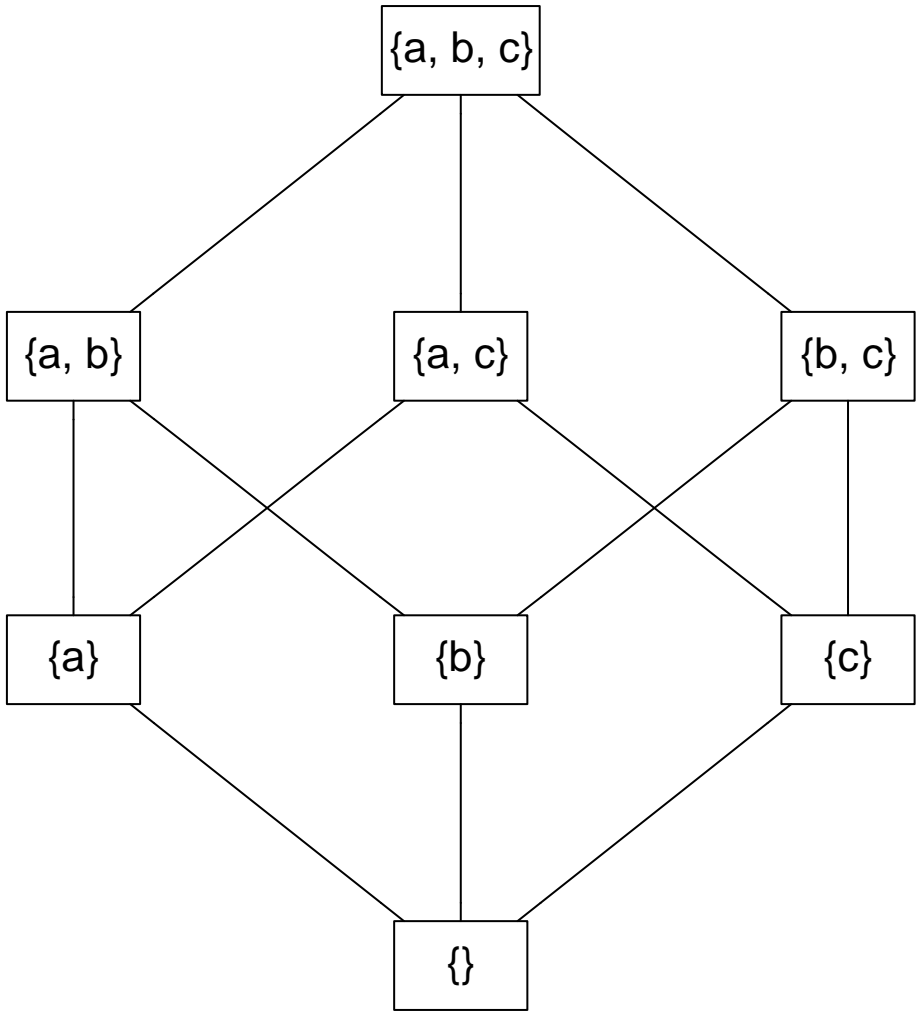 {a, b, c}
{a, b}
{a, c}
{b, c}
{a}
{b}
{c}
{}